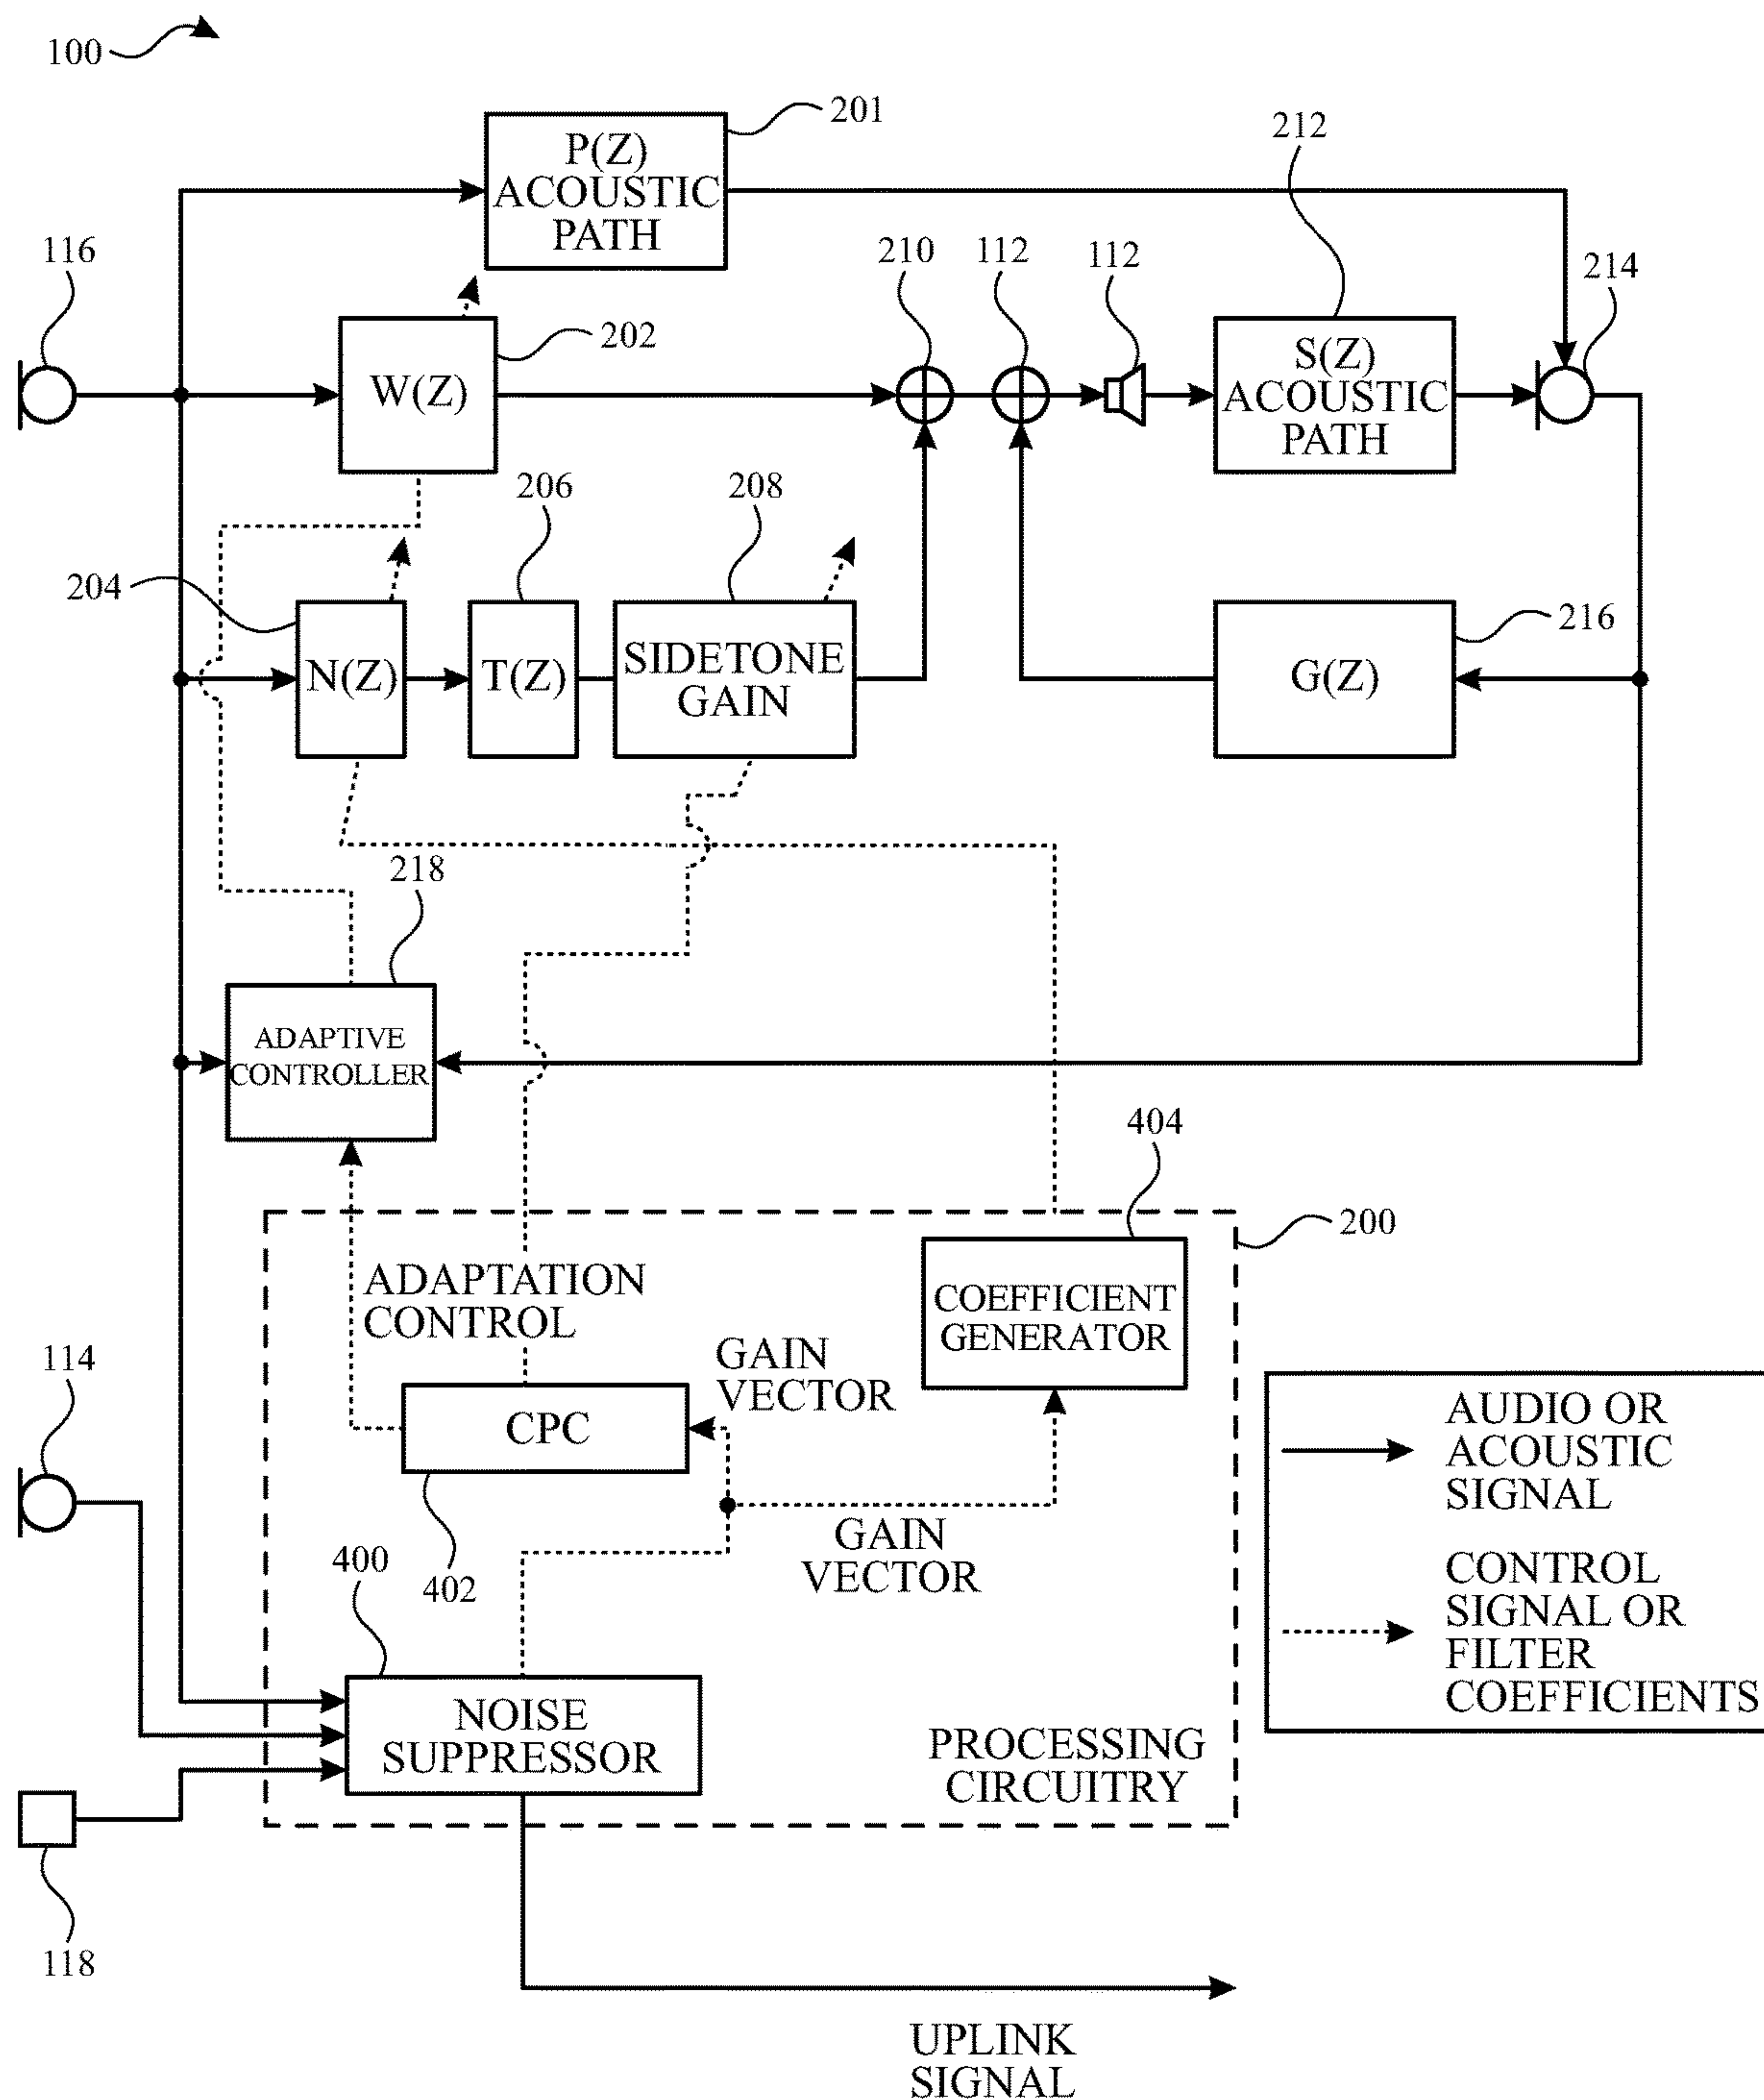 100
201
P(Z)
ACOUSTIC
PATH
212
116
210
112
112
214
202
W(Z)
S(Z)
ACOUSTIC
PATH
206
208
204
N(Z)
T(Z)
SIDETONE
GAIN
G(Z)
216
218
ADAPTIVE
CONTROLLER
404
200
ADAPTATION
CONTROL
COEFFICIENT
GENERATOR
114
GAIN
VECTOR
CPC
402
GAIN
VECTOR
400
NOISE
SUPPRESSOR
PROCESSING
CIRCUITRY
118
UPLINK
SIGNAL
AUDIO OR
ACOUSTIC
SIGNAL
CONTROL
SIGNAL OR
FILTER
COEFFICIENTS